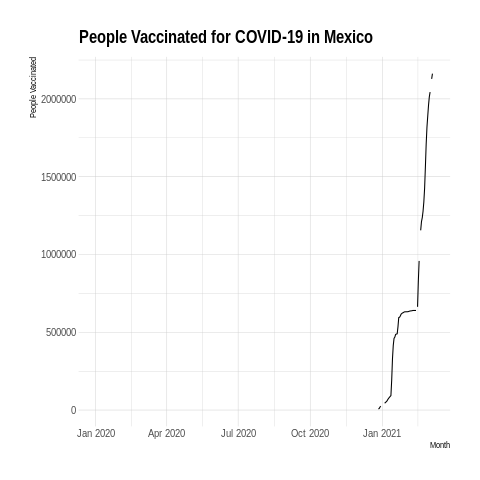 People Vaccinated for COVID-19 in Mexico
People Vaccinated
2000000
1500000
1000000
500000
0
Jan 2020
Apr 2020
Jul 2020
Oct 2020
Jan 2021
Month